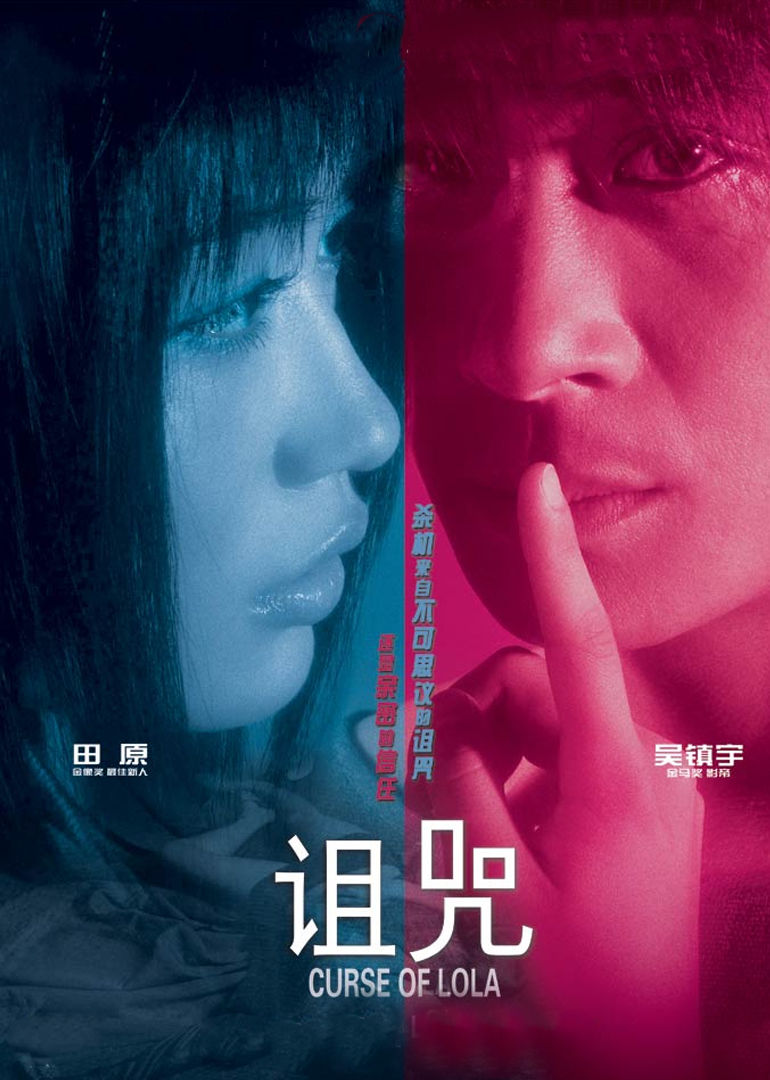 杀机来自不可思议的诅咒
田 原
金像奖 最佳新人
吴镇宇
金马奖 影帝
诅咒
CURSE OF LOLA